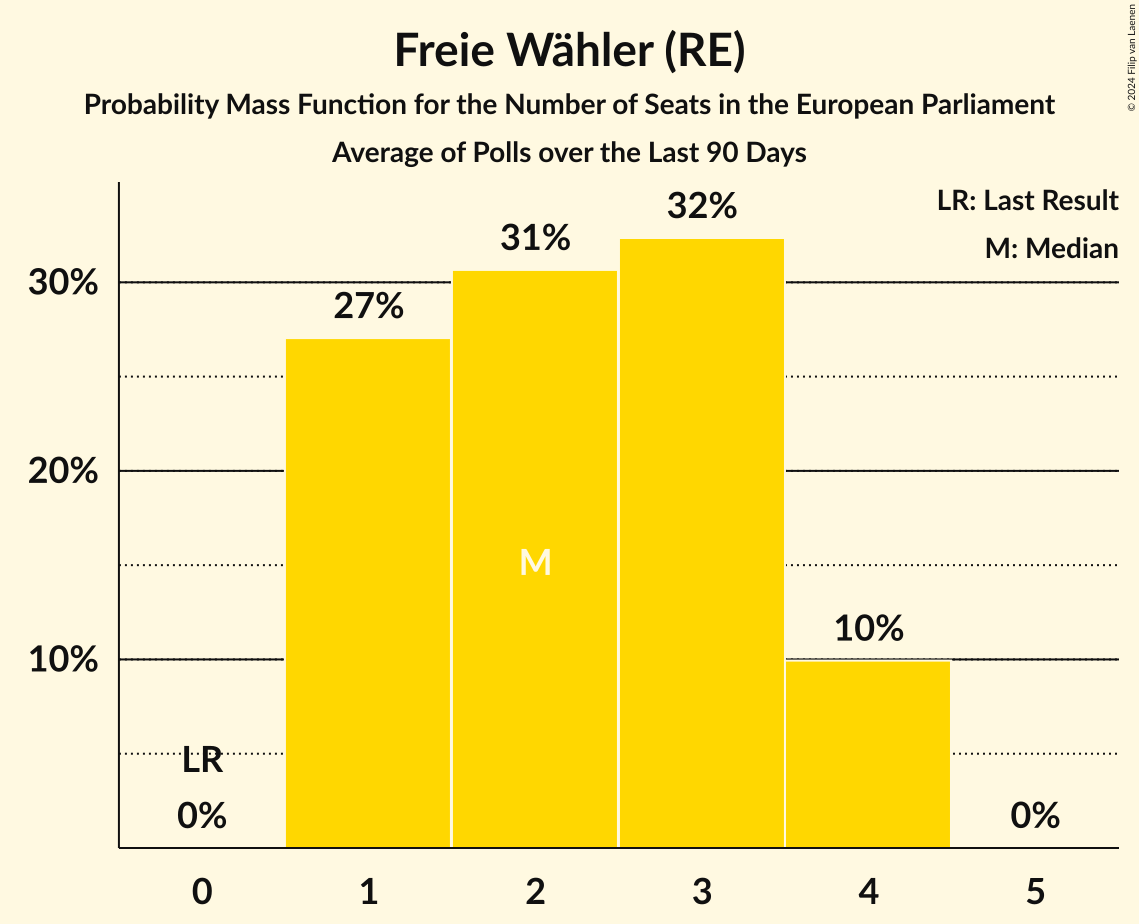 Freie Wähler (RE)
Probability Mass Function for the Number of Seats in the European Parliament
Average of Polls over the Last 90 Days
© 2024 Filip van Laenen
LR: Last Result
M: Median
32%
31%
30%
27%
20%
M
10%
10%
LR
0%
0%
0 1 2 3 4 5